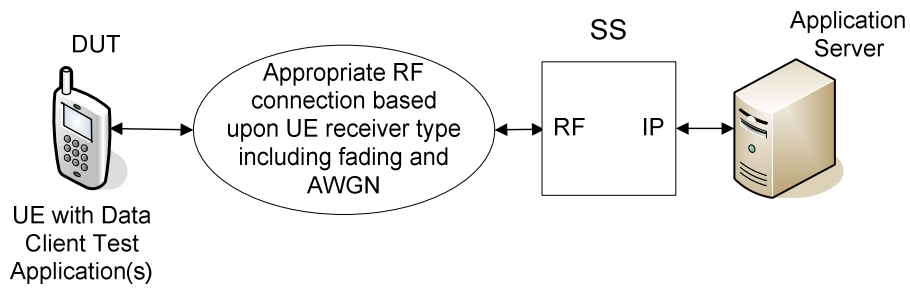 DUT
UE with Data
Client Test
Application(s)
Appropriate RF
connection based
upon UE receiver type
including fading and
AWGN
SS
RF IP
Application
Server